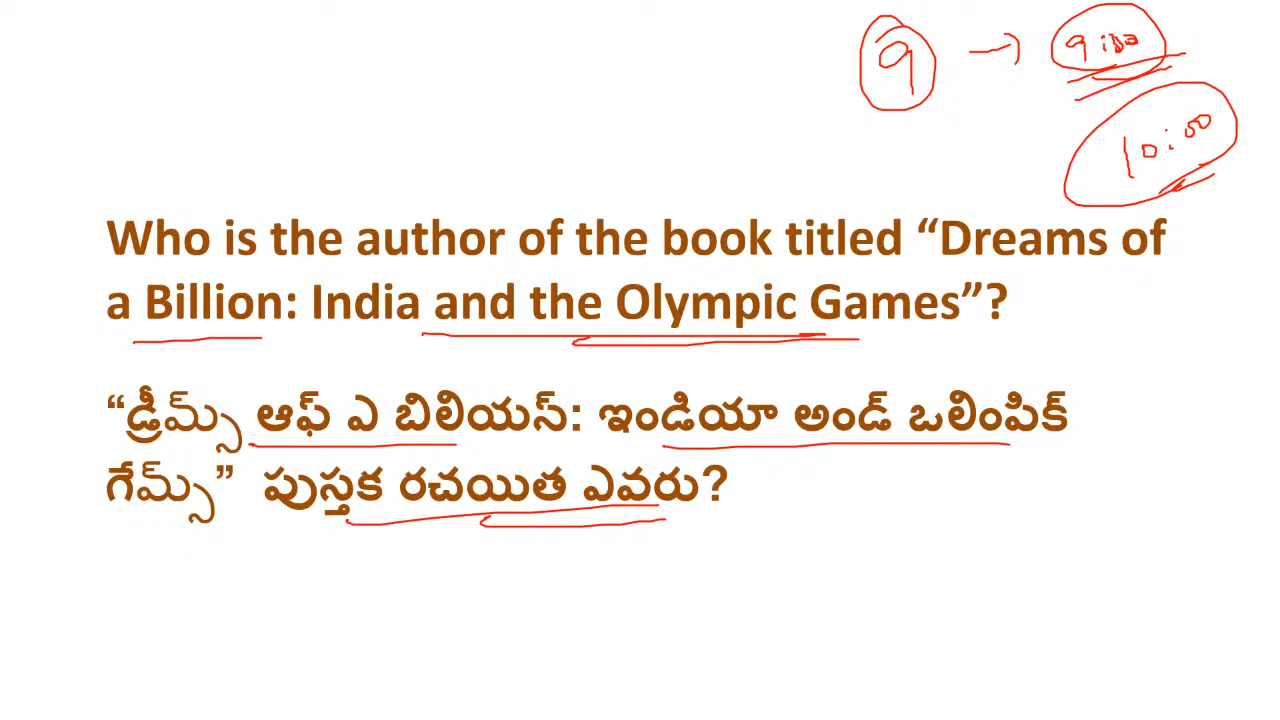 9 → 9:30
10:00
Who is the author of the book titled “Dreams of
a Billion: India and the Olympic Games”?
“డ్రీమ్స్ ఆఫ్ ఎ బిలియస్: ఇండియా అండ్ ఒలింపిక్
గేమ్స్” పుస్తక రచయిత ఎవరు?